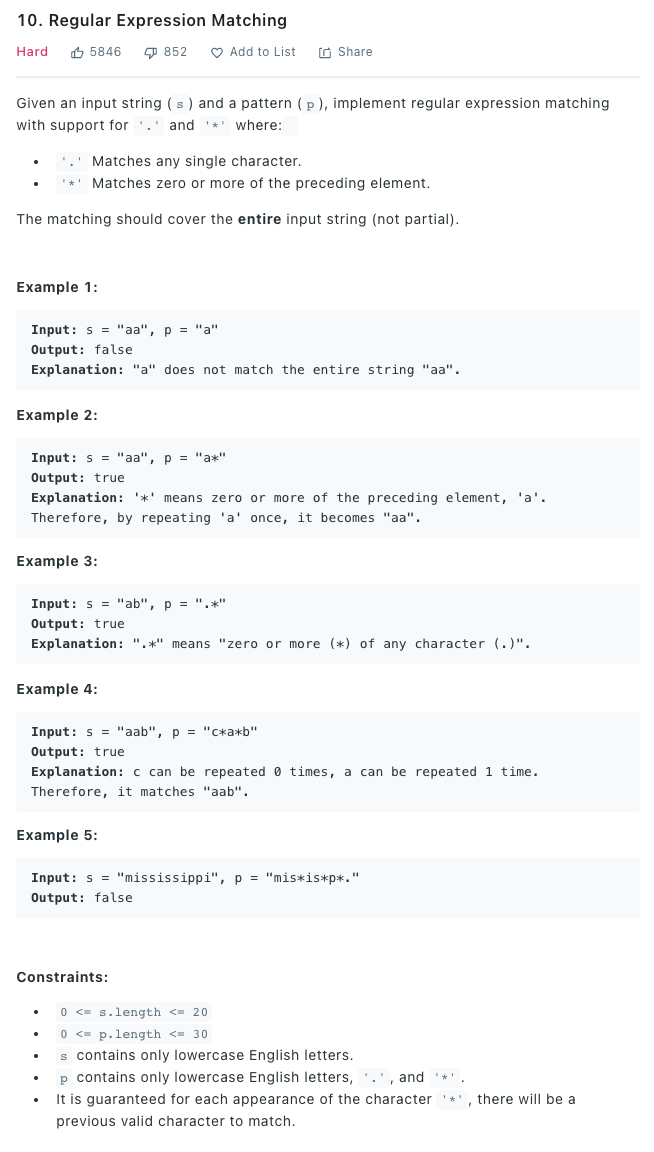 10. Regular Expression Matching
Hard 5846 852 Add to List Share
Given an input string (s) and a pattern (p), implement regular expression matching
with support for '.' and '*' where:
• '.' Matches any single character.
• '*' Matches zero or more of the preceding element.
The matching should cover the entire input string (not partial).
Example 1:
Input: s = "aa", p = "a"
Output: false
Explanation: "a" does not match the entire string "aa".
Example 2:
Input: s = "aa", p = "a*"
Output: true
Explanation: '*' means zero or more of the preceding element, 'a'.
Therefore, by repeating 'a' once, it becomes "aa".
Example 3:
Input: s = "ab", p = ".*"
Output: true
Explanation: ".*" means "zero or more (*) of any character (.)".
Example 4:
Input: s = "aab", p = "c*a*b"
Output: true
Explanation: c can be repeated 0 times, a can be repeated 1 time.
Therefore, it matches "aab".
Example 5:
Input: s = "mississippi", p = "mis*is*p*."
Output: false
Constraints:
• 0 <= s.length <= 20
• 0 <= p.length <= 30
• s contains only lowercase English letters.
• p contains only lowercase English letters, '.', and '*'.
• It is guaranteed for each appearance of the character '*', there will be a
previous valid character to match.